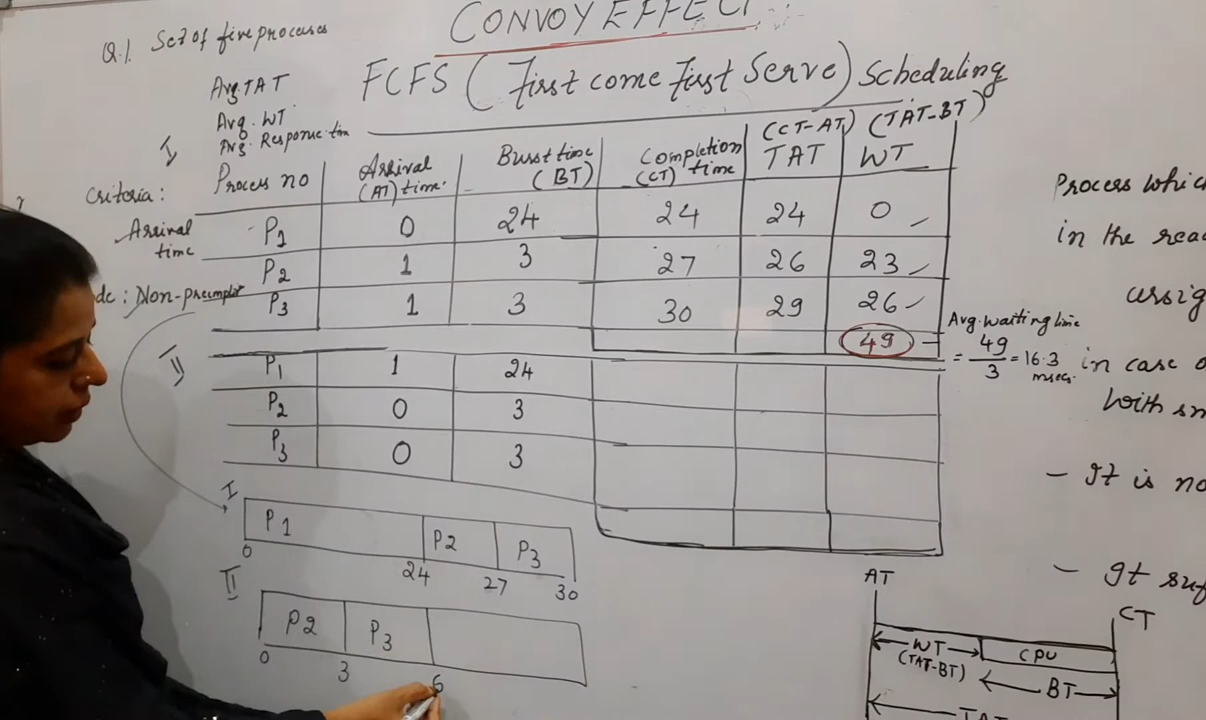 CONVOY EFFECT
Q.1. Set of five processes
FCFS (First come First Serve) Scheduling
Avg TAT
Avg. WT
Avg. Response tim
I
Process no
Arrival (AT) time
Burst time (BT)
Completion (CT) time
(CT-AT) TAT
(TAT-BT) WT
P1 0 24 24 24 0
P2 1 3 27 26 23
P3 1 3 30 29 26
49
Criteria:
Arrival time
de: Non-preemptiv
Avg. waiting time
= 49/3 = 16.3 msecs.
II
P1 1 24
P2 0 3
P3 0 3
I
P1 P2 P3
0 24 27 30
II
P2 P3
0 3 6
Process which
in the rea
assig
in case o
with sm
- It is no
- It suf
AT
CT
WT
(TAT-BT)
CPU
BT
TAT